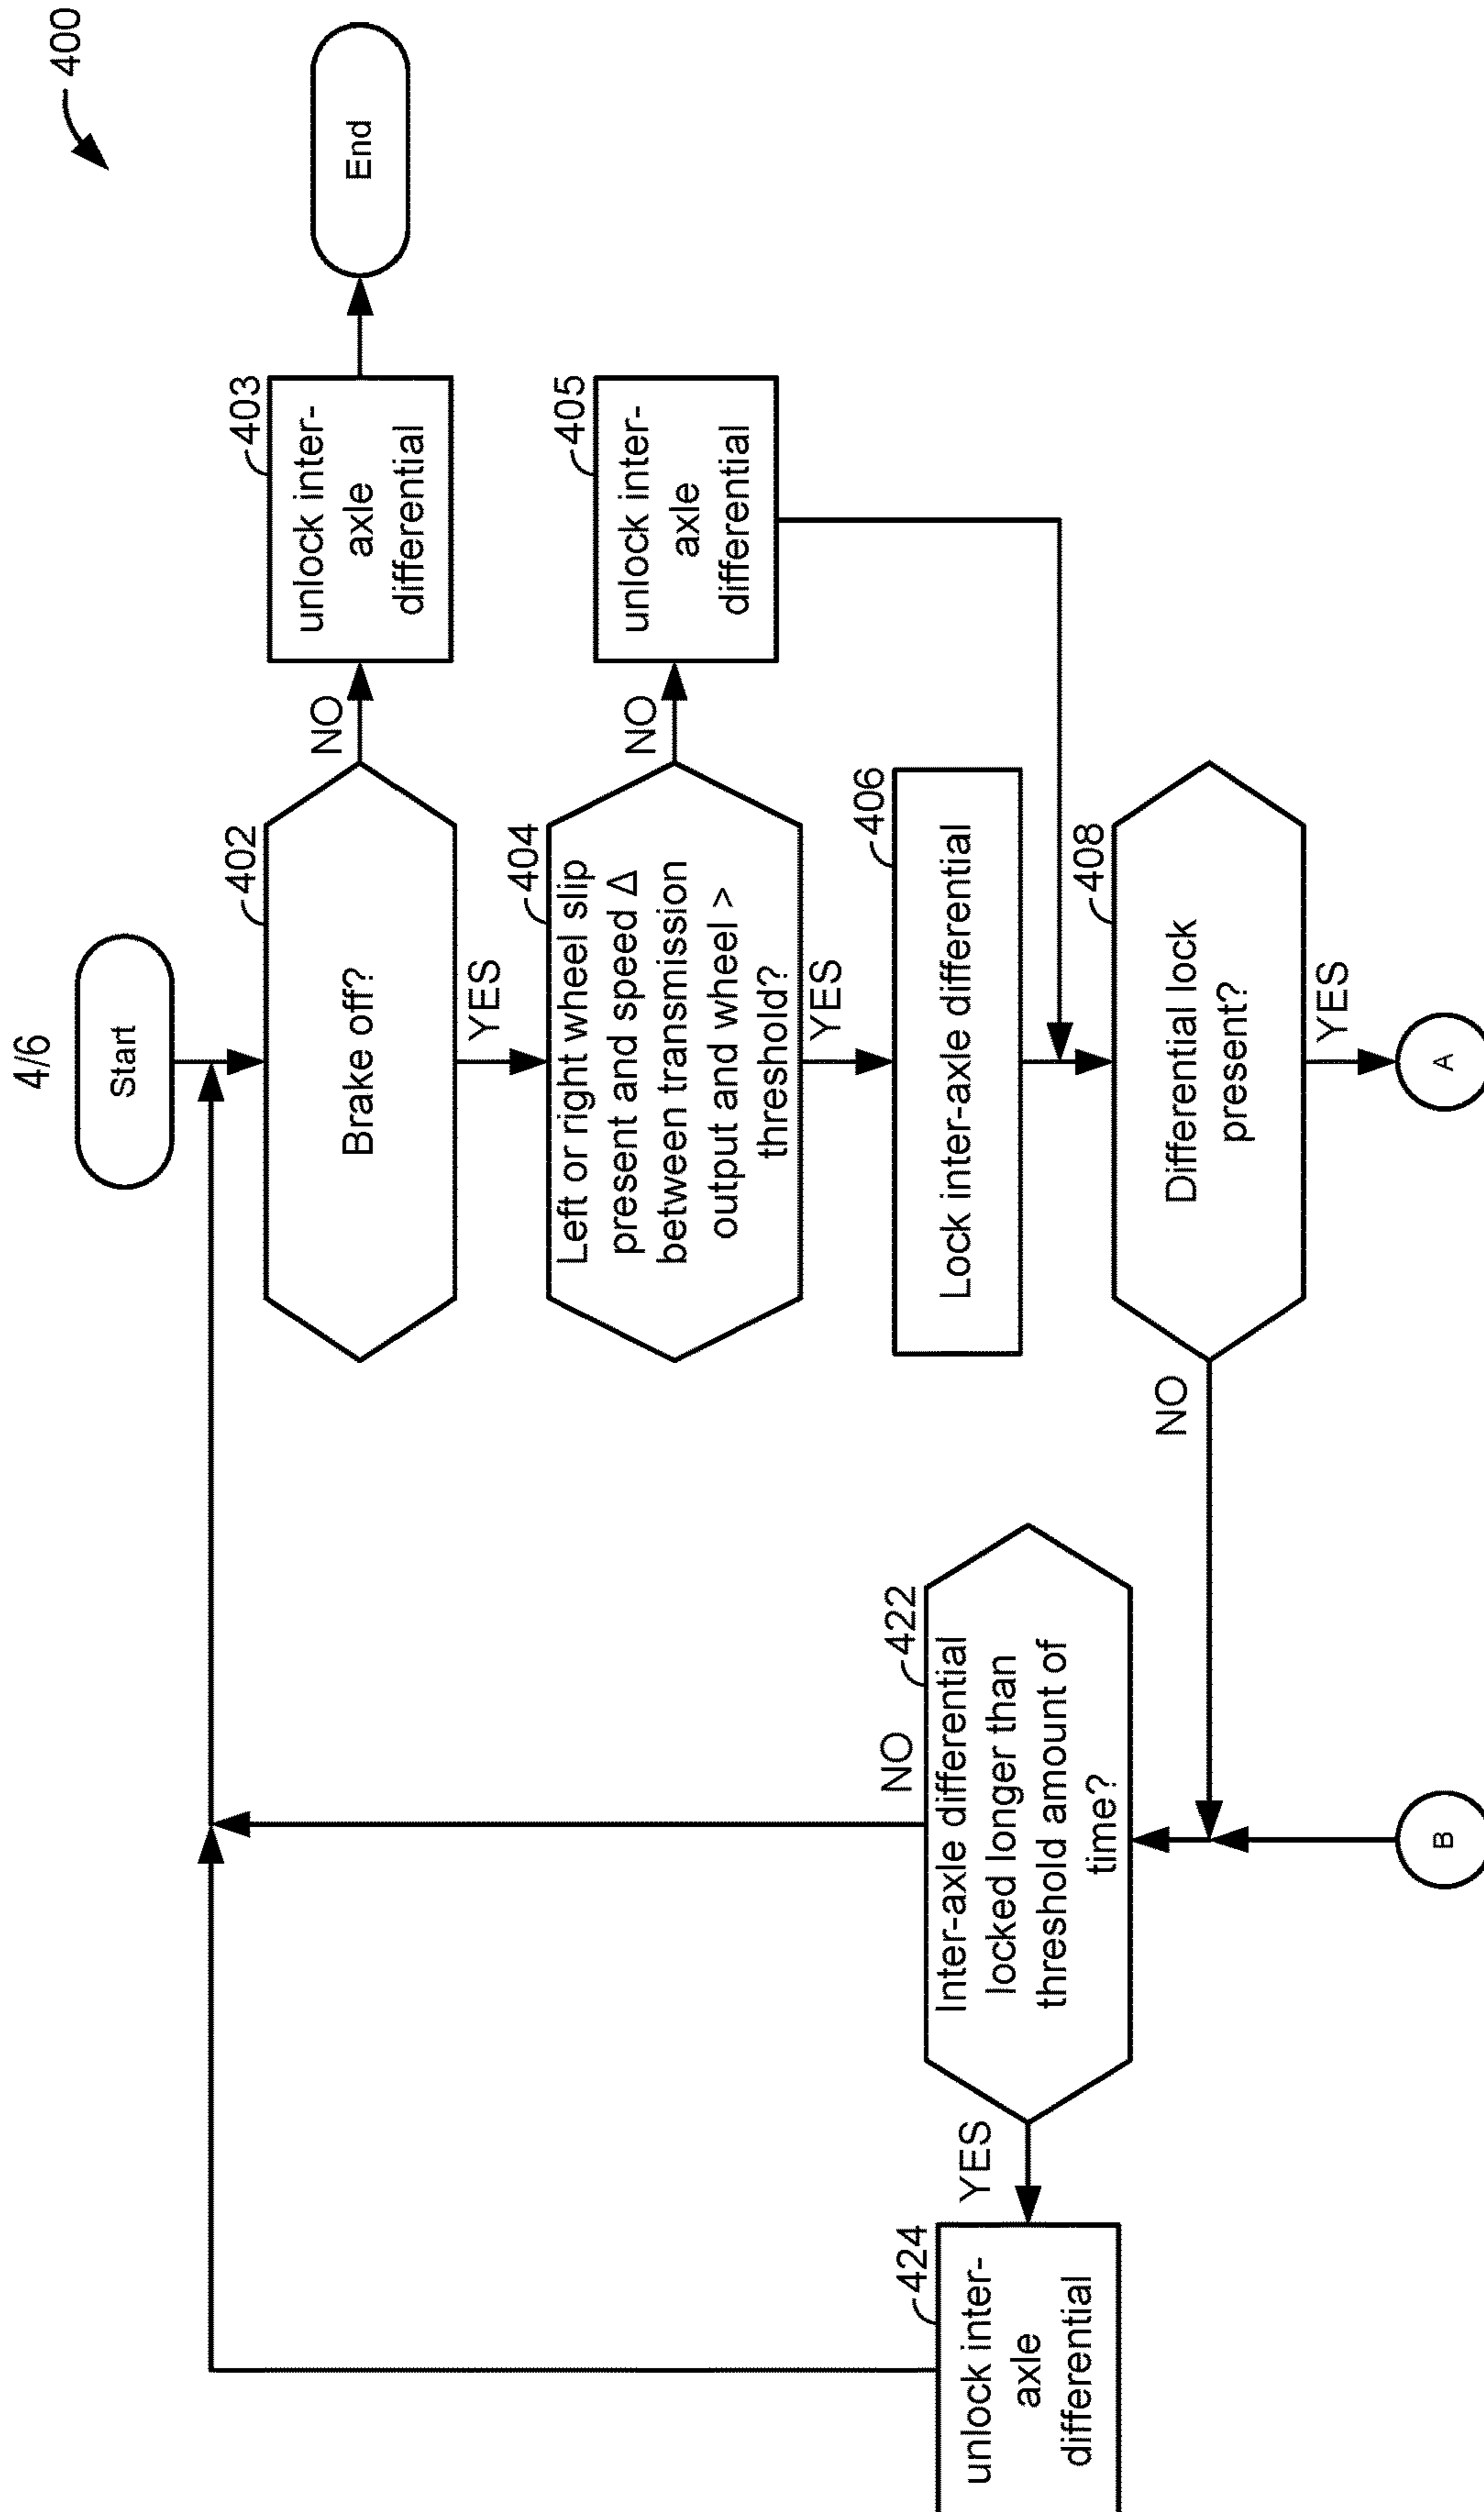 4/6
400
Start
402
Brake off?
NO
403
unlock inter-
axle
differential
End
YES
404
Left or right wheel slip
present and speed Δ
between transmission
output and wheel >
threshold?
NO
405
unlock inter-
axle
differential
YES
406
Lock inter-axle differential
408
Differential lock
present?
NO
YES
A
422
Inter-axle differential
locked longer than
threshold amount of
time?
NO
YES
424
unlock inter-
axle
differential
B